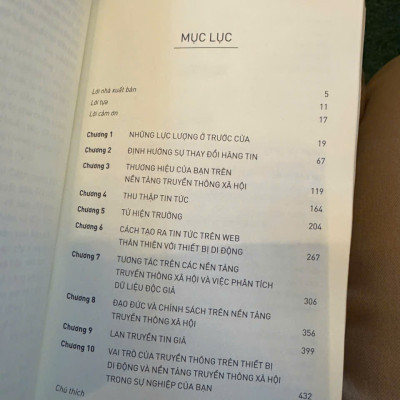 MỤC LỤC
Lời nhà xuất bản 5
Lời tựa 11
Lời cảm ơn 17
Chương 1 NHỮNG LỰC LƯỢNG Ở TRƯỚC CỬA 19
Chương 2 ĐỊNH HƯỚNG SỰ THAY ĐỔI HÃNG TIN 67
Chương 3 THƯƠNG HIỆU CỦA BẠN TRÊN
NỀN TẢNG TRUYỀN THÔNG XÃ HỘI 119
Chương 4 THU THẬP TIN TỨC 164
Chương 5 TỪ HIỆN TRƯỜNG 204
Chương 6 CÁCH TẠO RA TIN TỨC TRÊN WEB
THÂN THIỆN VỚI THIẾT BỊ DI ĐỘNG 267
Chương 7 TƯƠNG TÁC TRÊN CÁC NỀN TẢNG
TRUYỀN THÔNG XÃ HỘI VÀ VIỆC PHÂN TÍCH
DỮ LIỆU ĐỘC GIẢ 306
Chương 8 ĐẠO ĐỨC VÀ CHÍNH SÁCH TRÊN NỀN TẢNG
TRUYỀN THÔNG XÃ HỘI 356
Chương 9 LAN TRUYỀN TIN GIẢ 399
Chương 10 VAI TRÒ CỦA TRUYỀN THÔNG TRÊN THIẾT BỊ
DI ĐỘNG VÀ NỀN TẢNG TRUYỀN THÔNG XÃ HỘI
TRONG SỰ NGHIỆP CỦA BẠN 432
Chú thích